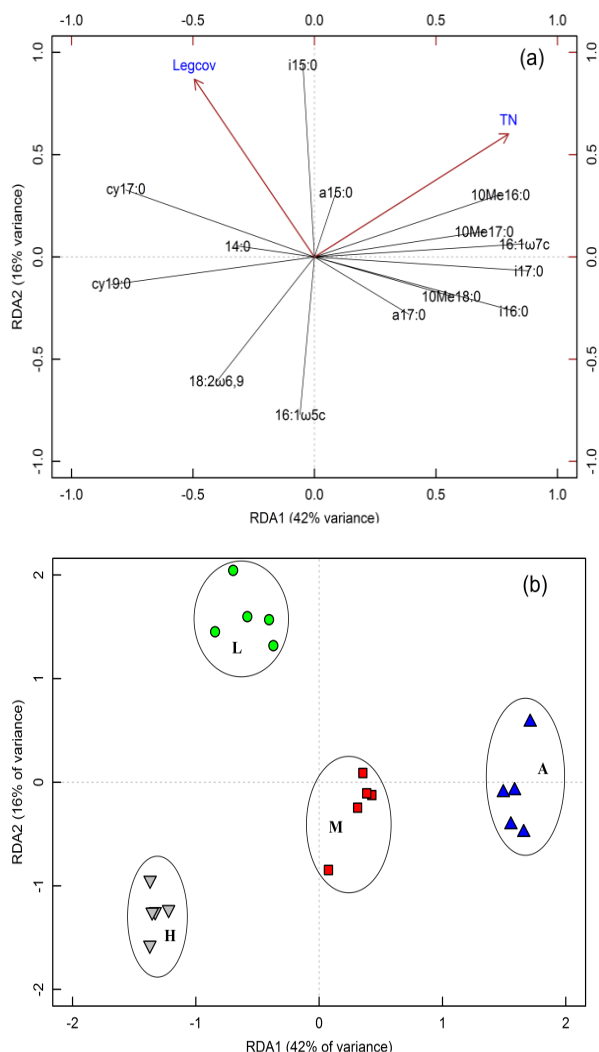 -1.0 -0.5 0.0 0.5 1.0
(a)
1.0
0.5
0.0
-0.5
-1.0
RDA2 (16% variance)
Legcov
i15:0
TN
cy17:0
a15:0
10Me16:0
10Me17:0
14:0
16:1ω7c
i17:0
cy19:0
10Me18:0
i16:0
a17:0
18:2ω6,9
16:1ω5c
1.0
0.5
0.0
-0.5
-1.0
-1.0 -0.5 0.0 0.5 1.0
RDA1 (42% variance)
(b)
2
1
0
-1
-2
RDA2 (16% of variance)
L
A
M
H
-2 -1 0 1 2
RDA1 (42% of variance)